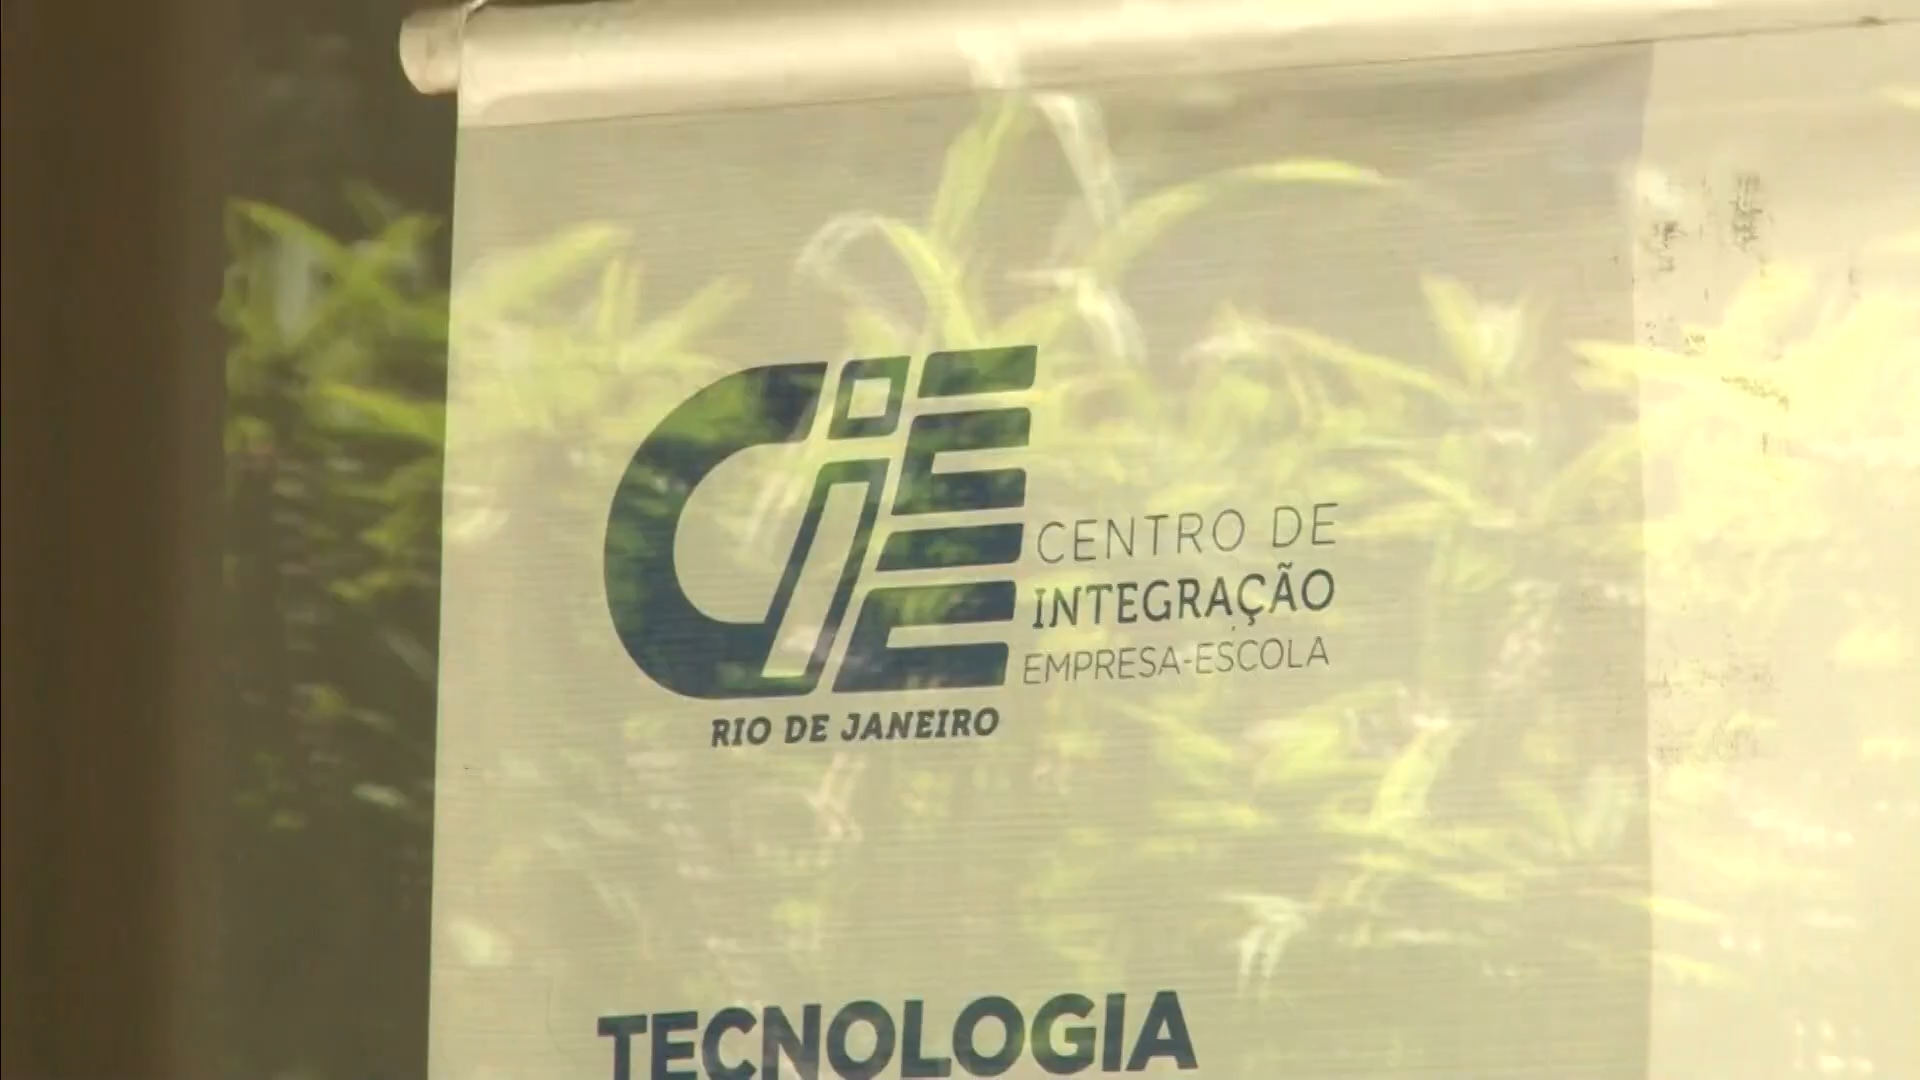 CIEE
CENTRO DE
INTEGRAÇÃO
EMPRESA-ESCOLA
RIO DE JANEIRO
TECNOLOGIA